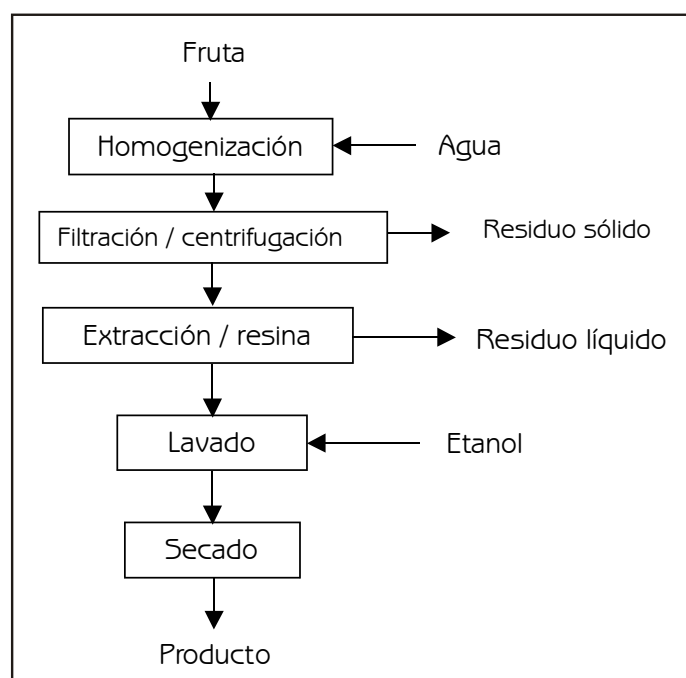 Fruta
Homogenización
Agua
Filtración / centrifugación
Residuo sólido
Extracción / resina
Residuo líquido
Lavado
Etanol
Secado
Producto